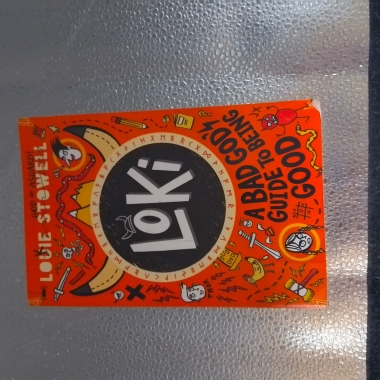 LOUIE STOWELL
LOKi
A BAD GOD'S
GUIDE TO BEING
GOOD